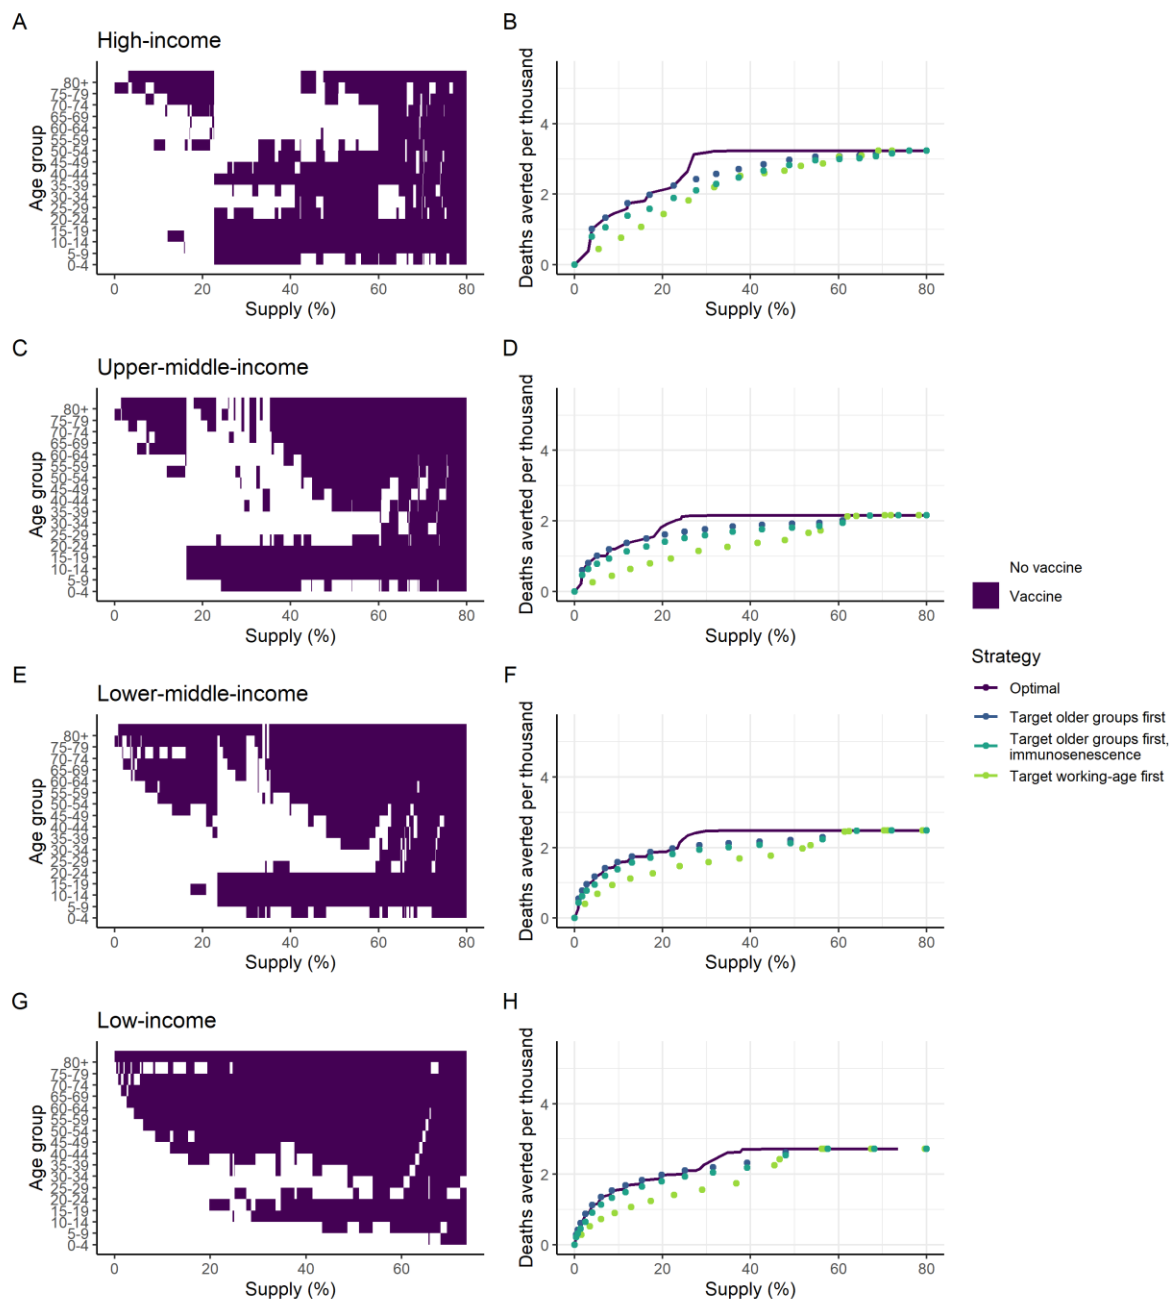 A
High-income
Age group
80+
75-79
70-74
65-69
60-64
55-59
50-54
45-49
40-44
35-39
30-34
25-29
20-24
15-19
10-14
5-9
0-4
0 20 40 60 80
Supply (%)
B
Deaths averted per thousand
4
2
0
0 20 40 60 80
Supply (%)
C
Upper-middle-income
Age group
80+
75-79
70-74
65-69
60-64
55-59
50-54
45-49
40-44
35-39
30-34
25-29
20-24
15-19
10-14
5-9
0-4
0 20 40 60 80
Supply (%)
D
Deaths averted per thousand
4
2
0
0 20 40 60 80
Supply (%)
No vaccine
Vaccine
Strategy
Optimal
Target older groups first
Target older groups first,
immunosenescence
Target working-age first
E
Lower-middle-income
Age group
80+
75-79
70-74
65-69
60-64
55-59
50-54
45-49
40-44
35-39
30-34
25-29
20-24
15-19
10-14
5-9
0-4
0 20 40 60 80
Supply (%)
F
Deaths averted per thousand
4
2
0
0 20 40 60 80
Supply (%)
G
Low-income
Age group
80+
75-79
70-74
65-69
60-64
55-59
50-54
45-49
40-44
35-39
30-34
25-29
20-24
15-19
10-14
5-9
0-4
0 20 40 60
Supply (%)
H
Deaths averted per thousand
4
2
0
0 20 40 60 80
Supply (%)